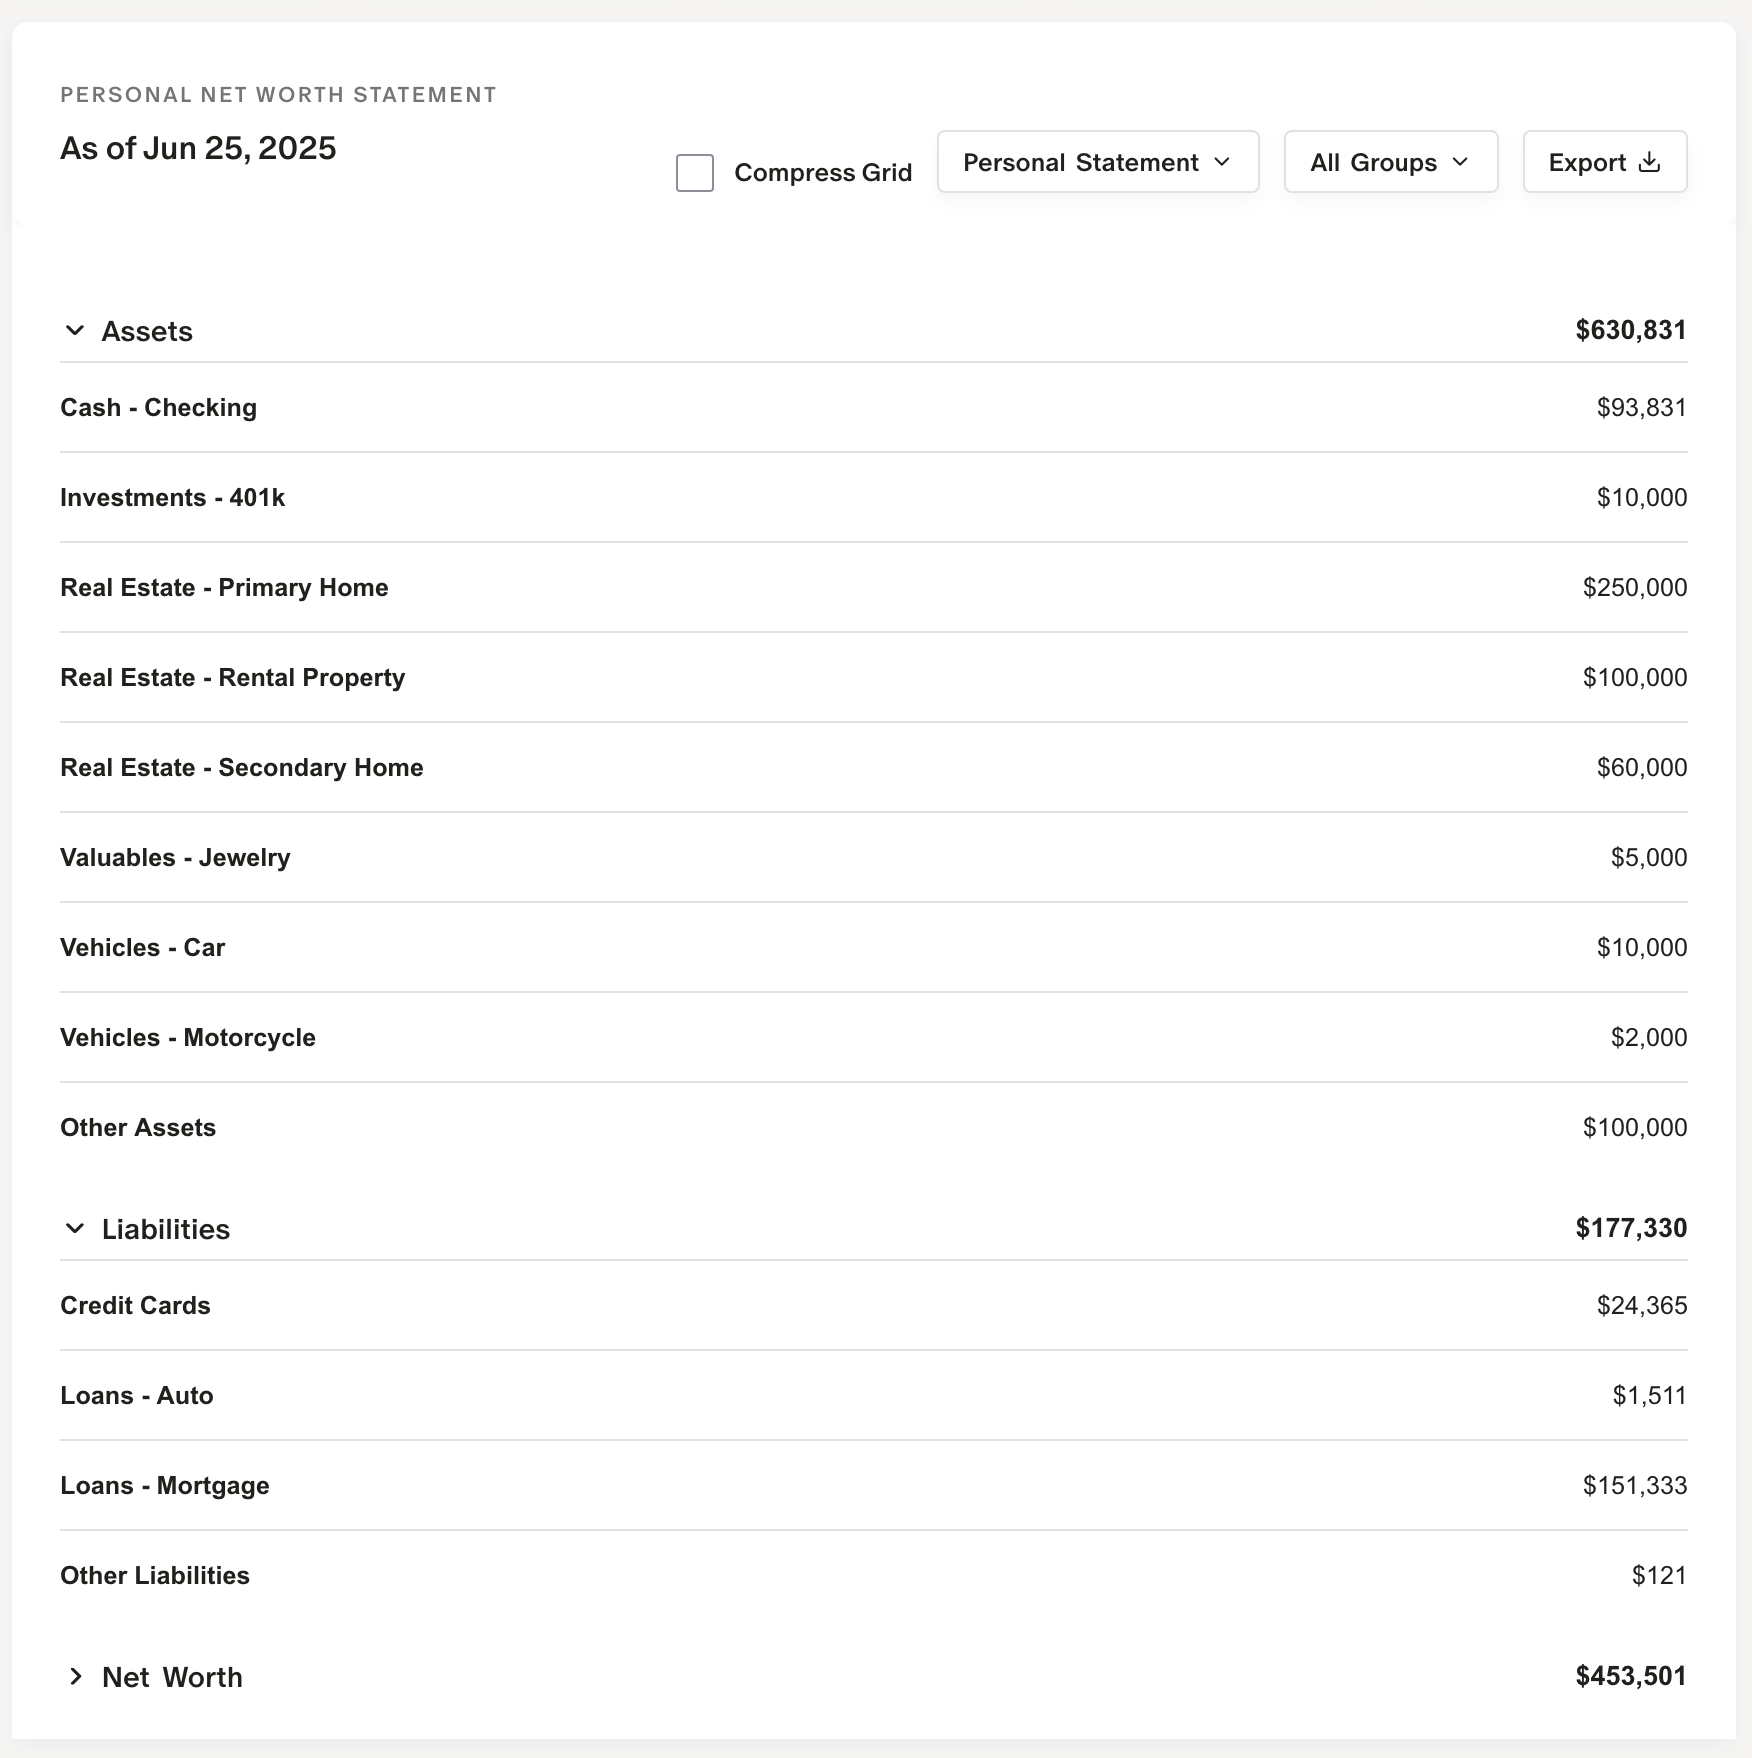 PERSONAL NET WORTH STATEMENT
As of Jun 25, 2025
Compress Grid Personal Statement All Groups Export
Assets $630,831
Cash - Checking $93,831
Investments - 401k $10,000
Real Estate - Primary Home $250,000
Real Estate - Rental Property $100,000
Real Estate - Secondary Home $60,000
Valuables - Jewelry $5,000
Vehicles - Car $10,000
Vehicles - Motorcycle $2,000
Other Assets $100,000
Liabilities $177,330
Credit Cards $24,365
Loans - Auto $1,511
Loans - Mortgage $151,333
Other Liabilities $121
Net Worth $453,501